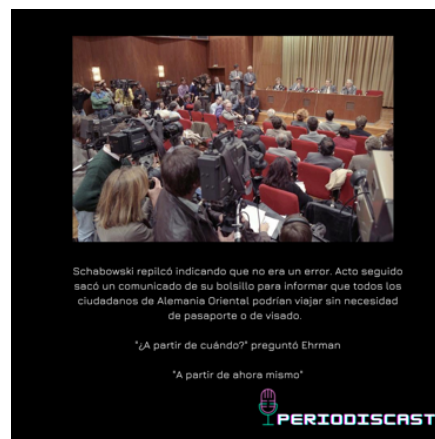 Schabowski repilcó indicando que no era un error. Acto seguido
sacó un comunicado de su bolsillo para informar que todos los
ciudadanos de Alemania Oriental podrían viajar sin necesidad
de pasaporte o de visado.
"¿A partir de cuándo?" preguntó Ehrman
"A partir de ahora mismo"
PERIODISCAST